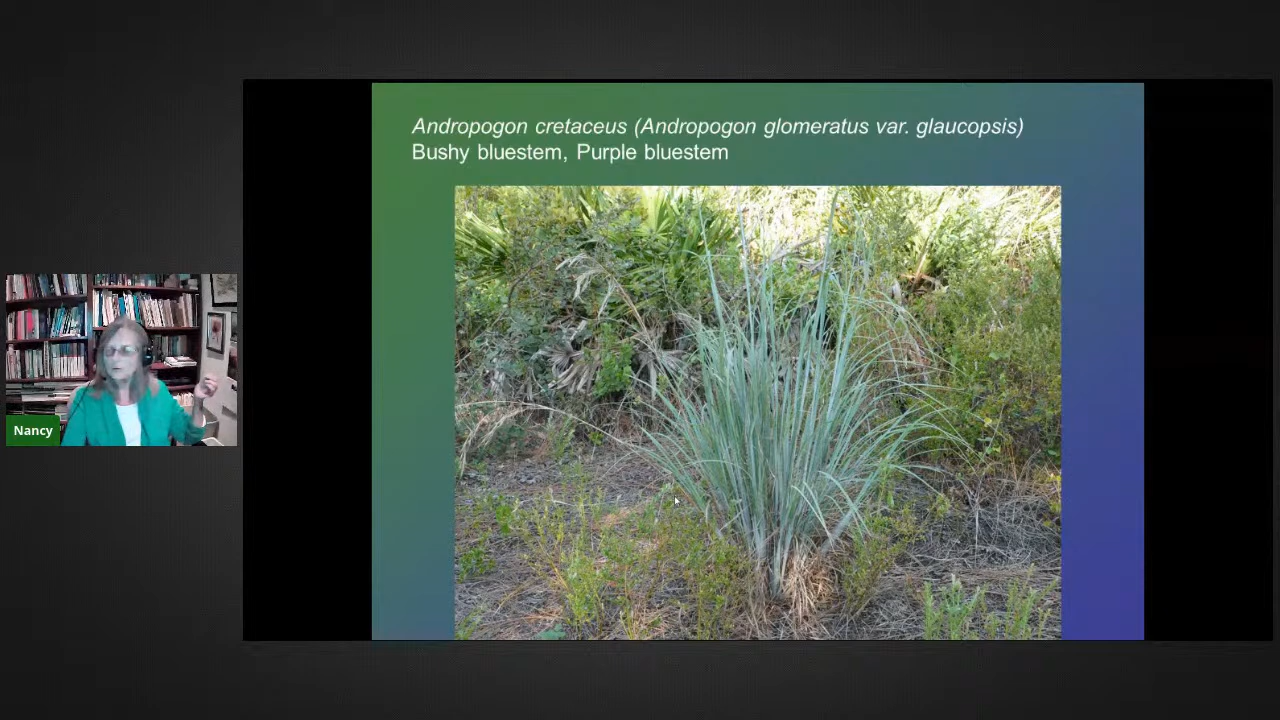 Andropogon cretaceus (Andropogon glomeratus var. glaucopsis)
Bushy bluestem, Purple bluestem
Nancy